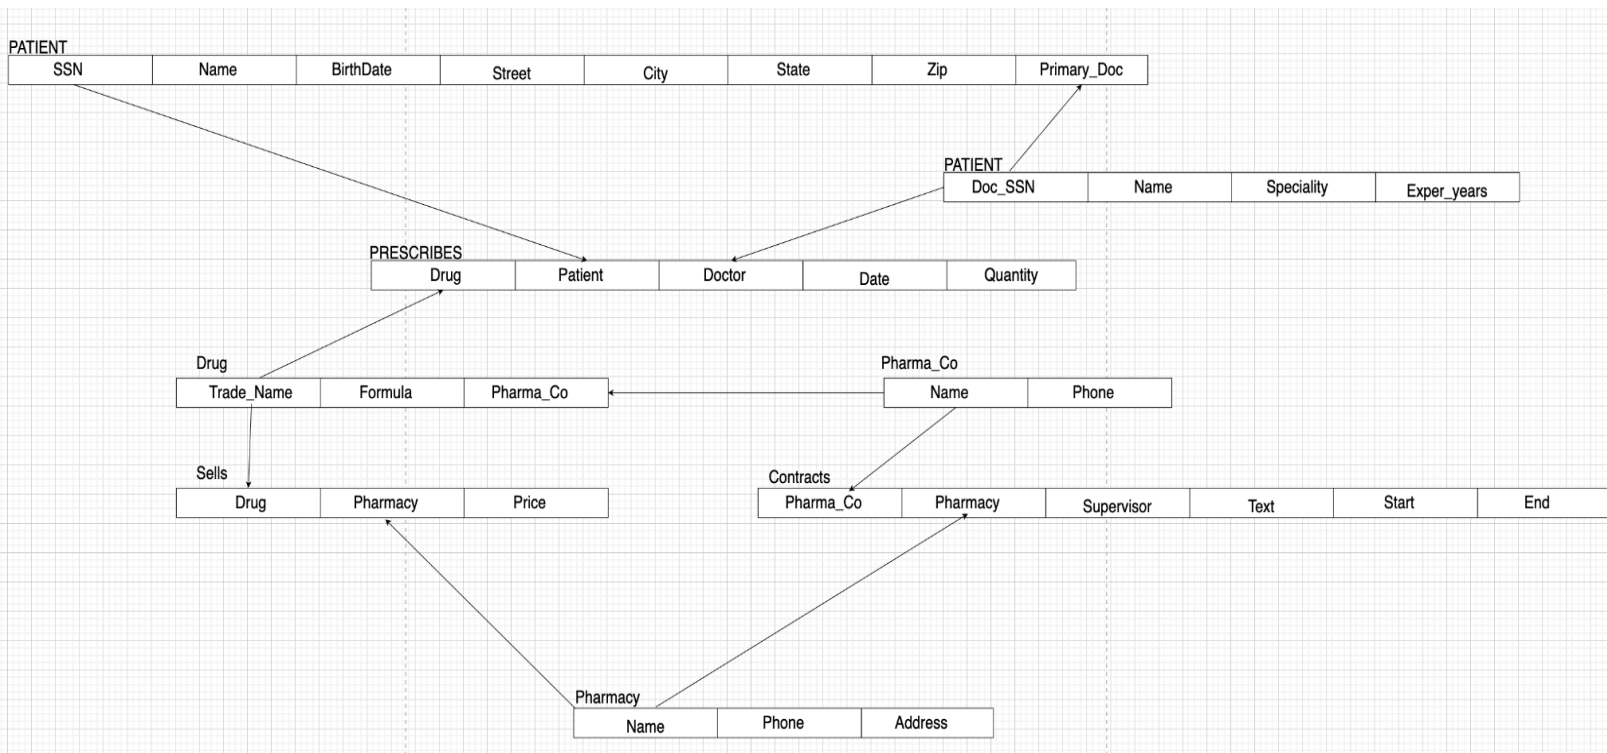 PATIENT
SSN Name BirthDate Street City State Zip Primary_Doc
PATIENT
Doc_SSN Name Speciality Exper_years
PRESCRIBES
Drug Patient Doctor Date Quantity
Drug
Trade_Name Formula Pharma_Co
Pharma_Co
Name Phone
Sells
Drug Pharmacy Price
Contracts
Pharma_Co Pharmacy Supervisor Text Start End
Pharmacy
Name Phone Address